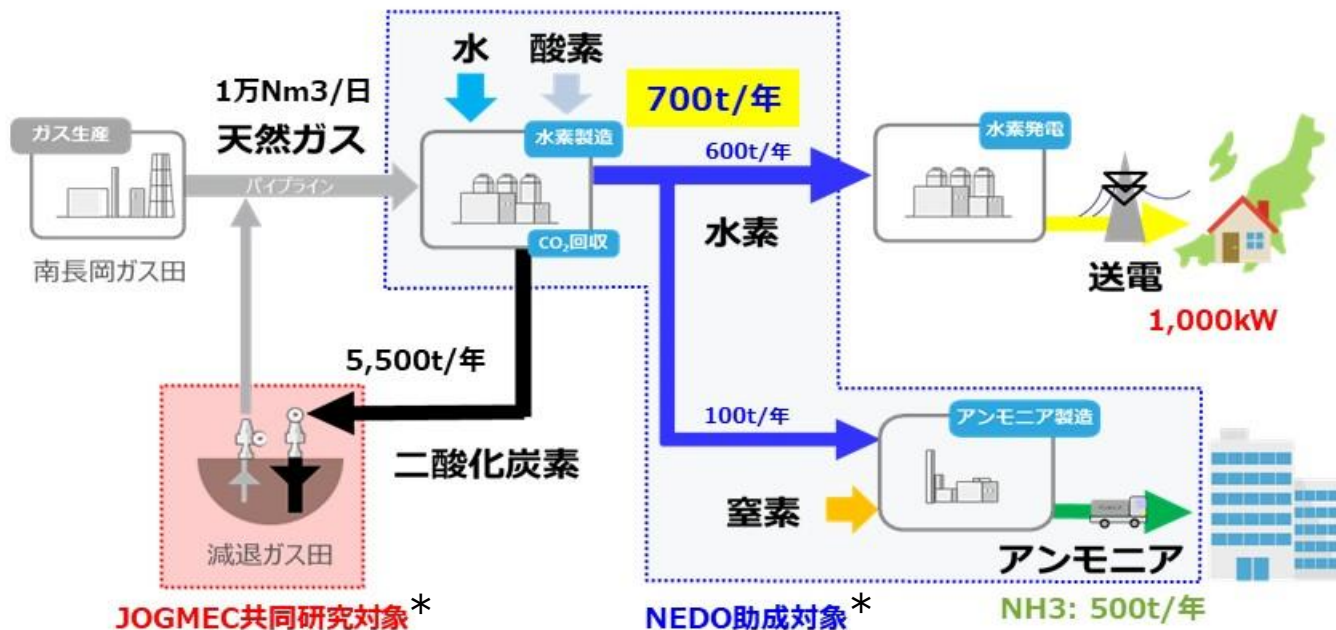 水
酸素
1万Nm3/日
700t/年
ガス生産
天然ガス
水素製造
600t/年
水素発電
パイプライン
水素
CO₂回収
南長岡ガス田
送電
1,000kW
5,500t/年
100t/年
アンモニア製造
二酸化炭素
窒素
減退ガス田
アンモニア
JOGMEC共同研究対象*
NEDO助成対象*
NH3: 500t/年